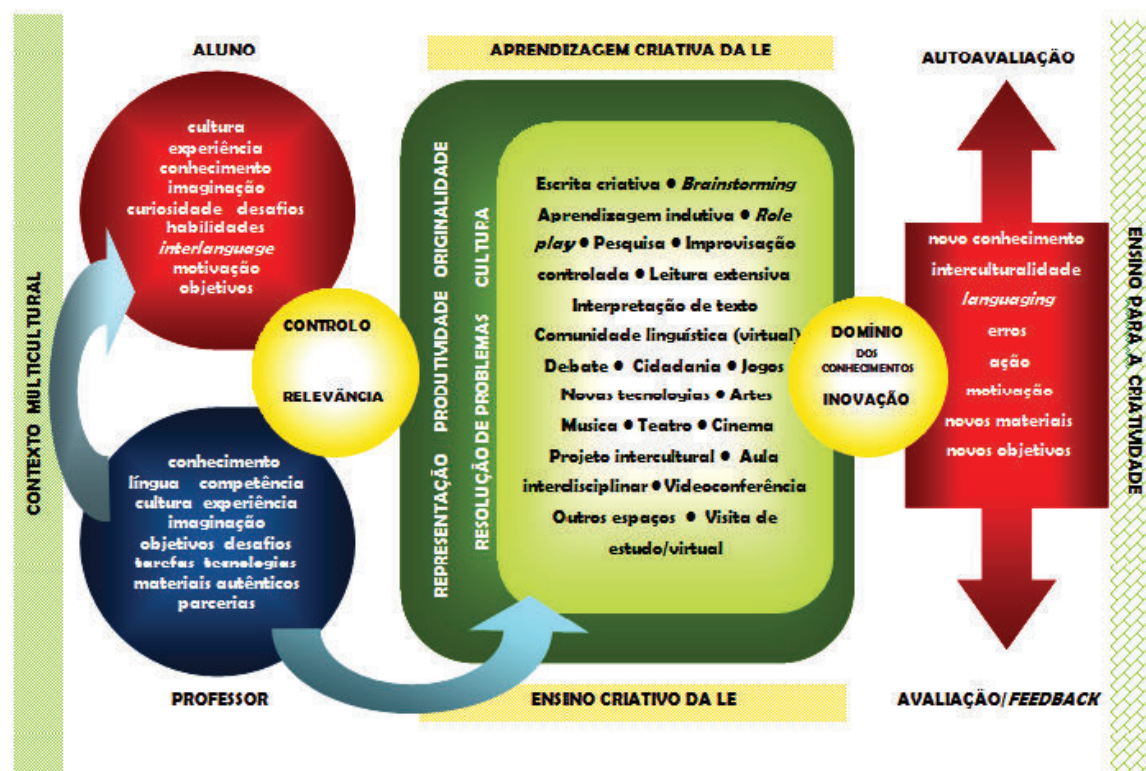 CONTEXTO MULTICULTURAL
ALUNO
cultura
experiência
conhecimento
imaginação
curiosidade desafios
habilidades
interlanguage
motivação
objetivos
CONTROLO
RELEVÂNCIA
conhecimento
língua competência
cultura experiência
imaginação
objetivos desafios
tarefas tecnologias
materiais autênticos
parcerias
PROFESSOR
APRENDIZAGEM CRIATIVA DA LE
REPRESENTAÇÃO PRODUTIVIDADE ORIGINALIDADE
RESOLUÇÃO DE PROBLEMAS CULTURA
Escrita criativa ● Brainstorming
Aprendizagem indutiva ● Role
play ● Pesquisa ● Improvisação
controlada ● Leitura extensiva
Interpretação de texto
Comunidade linguística (virtual)
Debate ● Cidadania ● Jogos
Novas tecnologias ● Artes
Musica ● Teatro ● Cinema
Projeto intercultural ● Aula
interdisciplinar ● Videoconferência
Outros espaços ● Visita de
estudo/virtual
ENSINO CRIATIVO DA LE
DOMÍNIO
DOS
CONHECIMENTOS
INOVAÇÃO
AUTOAVALIAÇÃO
novo conhecimento
interculturalidade
languaging
erros
ação
motivação
novos materiais
novos objetivos
AVALIAÇÃO/FEEDBACK
ENSINO PARA A CRIATIVIDADE